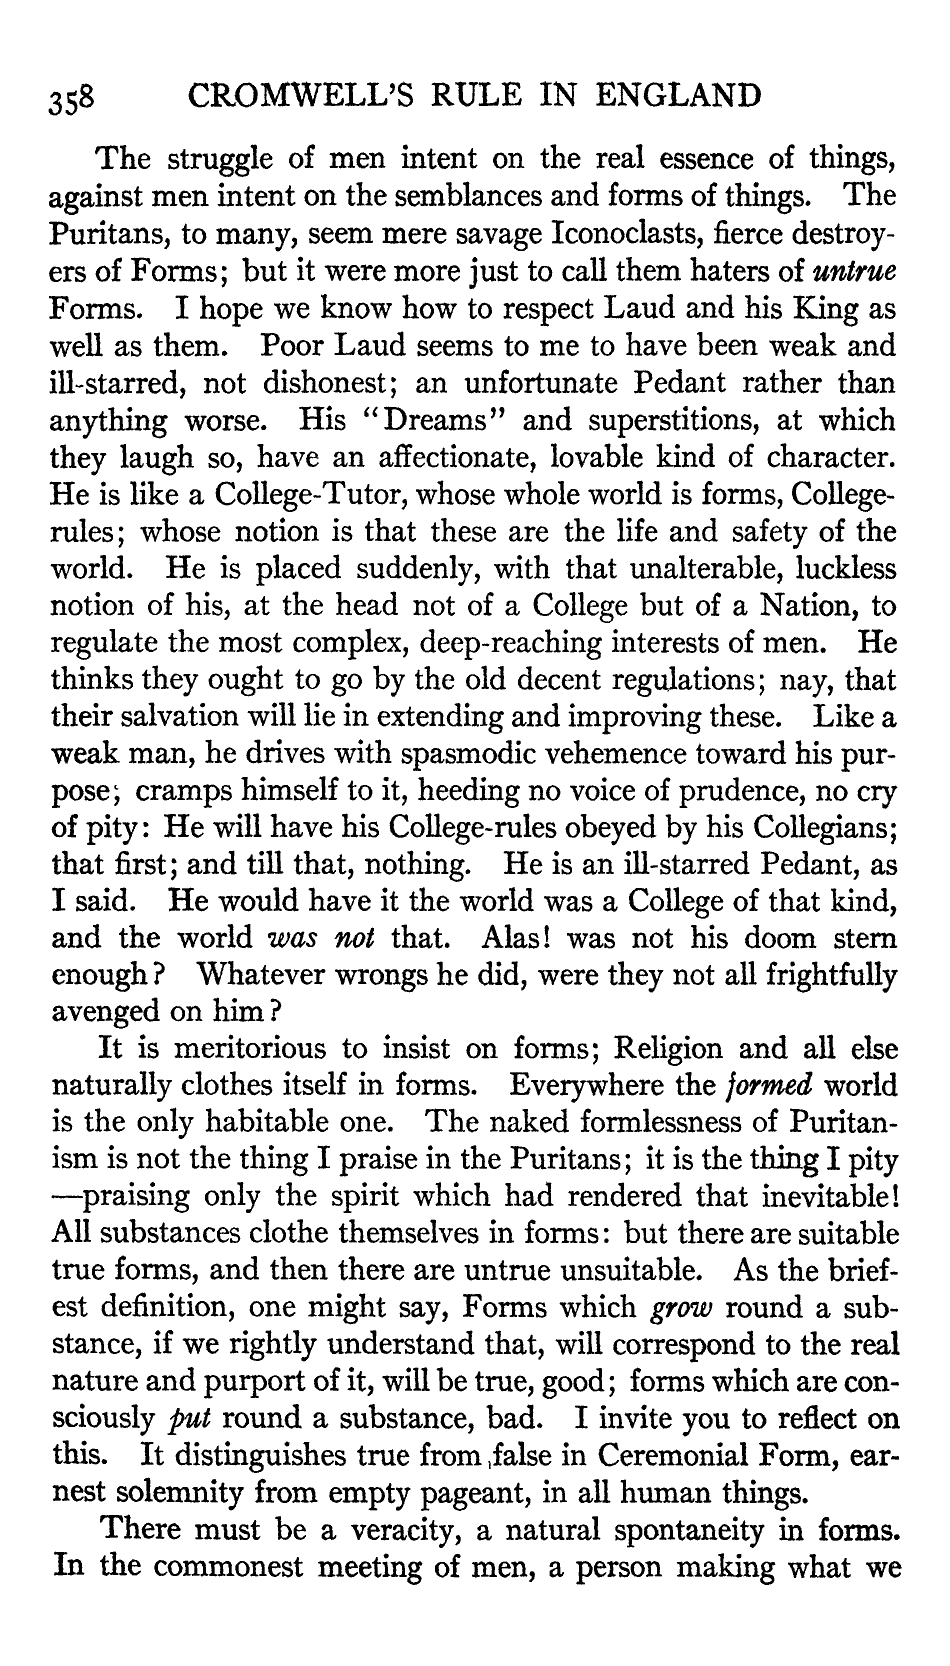 358 CROMWELL'S RULE IN ENGLAND
The struggle of men intent on the real essence of things,
against men intent on the semblances and forms of things. The
Puritans, to many, seem mere savage Iconoclasts, fierce destroy-
ers of Forms; but it were more just to call them haters of untrue
Forms. I hope we know how to respect Laud and his King as
well as them. Poor Laud seems to me to have been weak and
ill-starred, not dishonest; an unfortunate Pedant rather than
anything worse. His "Dreams" and superstitions, at which
they laugh so, have an affectionate, lovable kind of character.
He is like a College-Tutor, whose whole world is forms, College-
rules; whose notion is that these are the life and safety of the
world. He is placed suddenly, with that unalterable, luckless
notion of his, at the head not of a College but of a Nation, to
regulate the most complex, deep-reaching interests of men. He
thinks they ought to go by the old decent regulations; nay, that
their salvation will lie in extending and improving these. Like a
weak man, he drives with spasmodic vehemence toward his pur-
pose; cramps himself to it, heeding no voice of prudence, no cry
of pity: He will have his College-rules obeyed by his Collegians;
that first; and till that, nothing. He is an ill-starred Pedant, as
I said. He would have it the world was a College of that kind,
and the world was not that. Alas! was not his doom stern
enough? Whatever wrongs he did, were they not all frightfully
avenged on him?
It is meritorious to insist on forms; Religion and all else
naturally clothes itself in forms. Everywhere the formed world
is the only habitable one. The naked formlessness of Puritan-
ism is not the thing I praise in the Puritans; it is the thing I pity
—praising only the spirit which had rendered that inevitable!
All substances clothe themselves in forms: but there are suitable
true forms, and then there are untrue unsuitable. As the brief-
est definition, one might say, Forms which grow round a sub-
stance, if we rightly understand that, will correspond to the real
nature and purport of it, will be true, good; forms which are con-
sciously put round a substance, bad. I invite you to reflect on
this. It distinguishes true from false in Ceremonial Form, ear-
nest solemnity from empty pageant, in all human things.
There must be a veracity, a natural spontaneity in forms.
In the commonest meeting of men, a person making what we